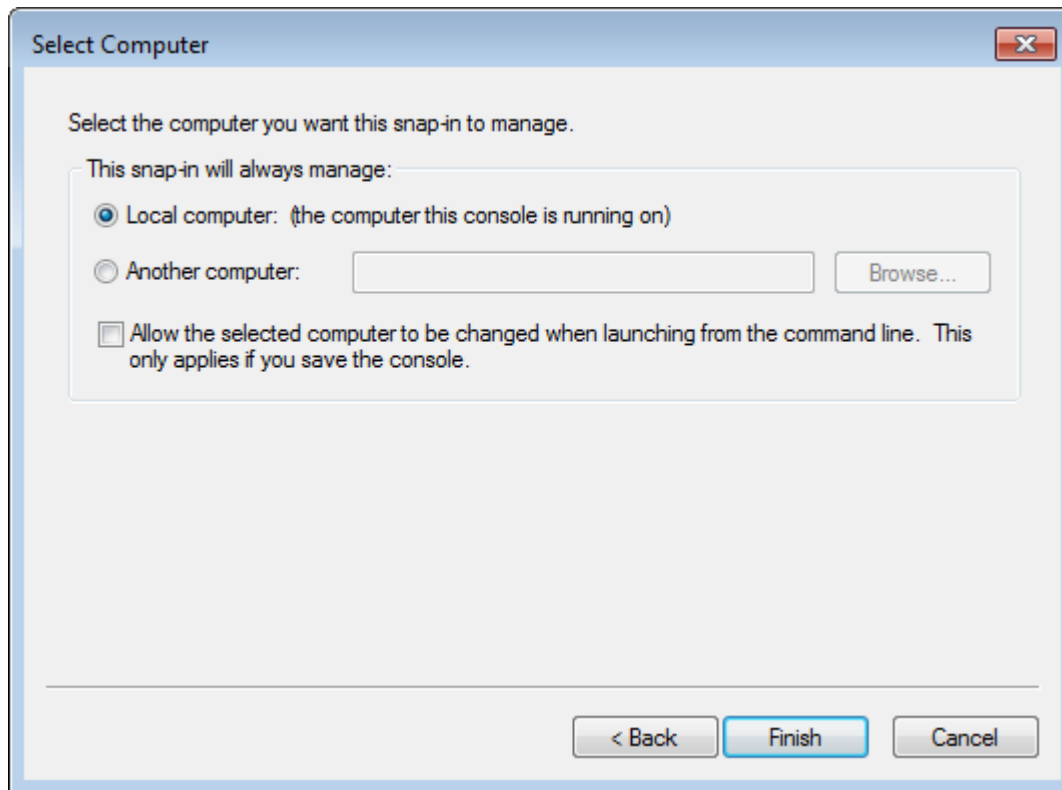 Select Computer
Select the computer you want this snap-in to manage.
This snap-in will always manage:
Local computer:  (the computer this console is running on)
Another computer:
Browse...
Allow the selected computer to be changed when launching from the command line.  This
only applies if you save the console.
< Back
Finish
Cancel